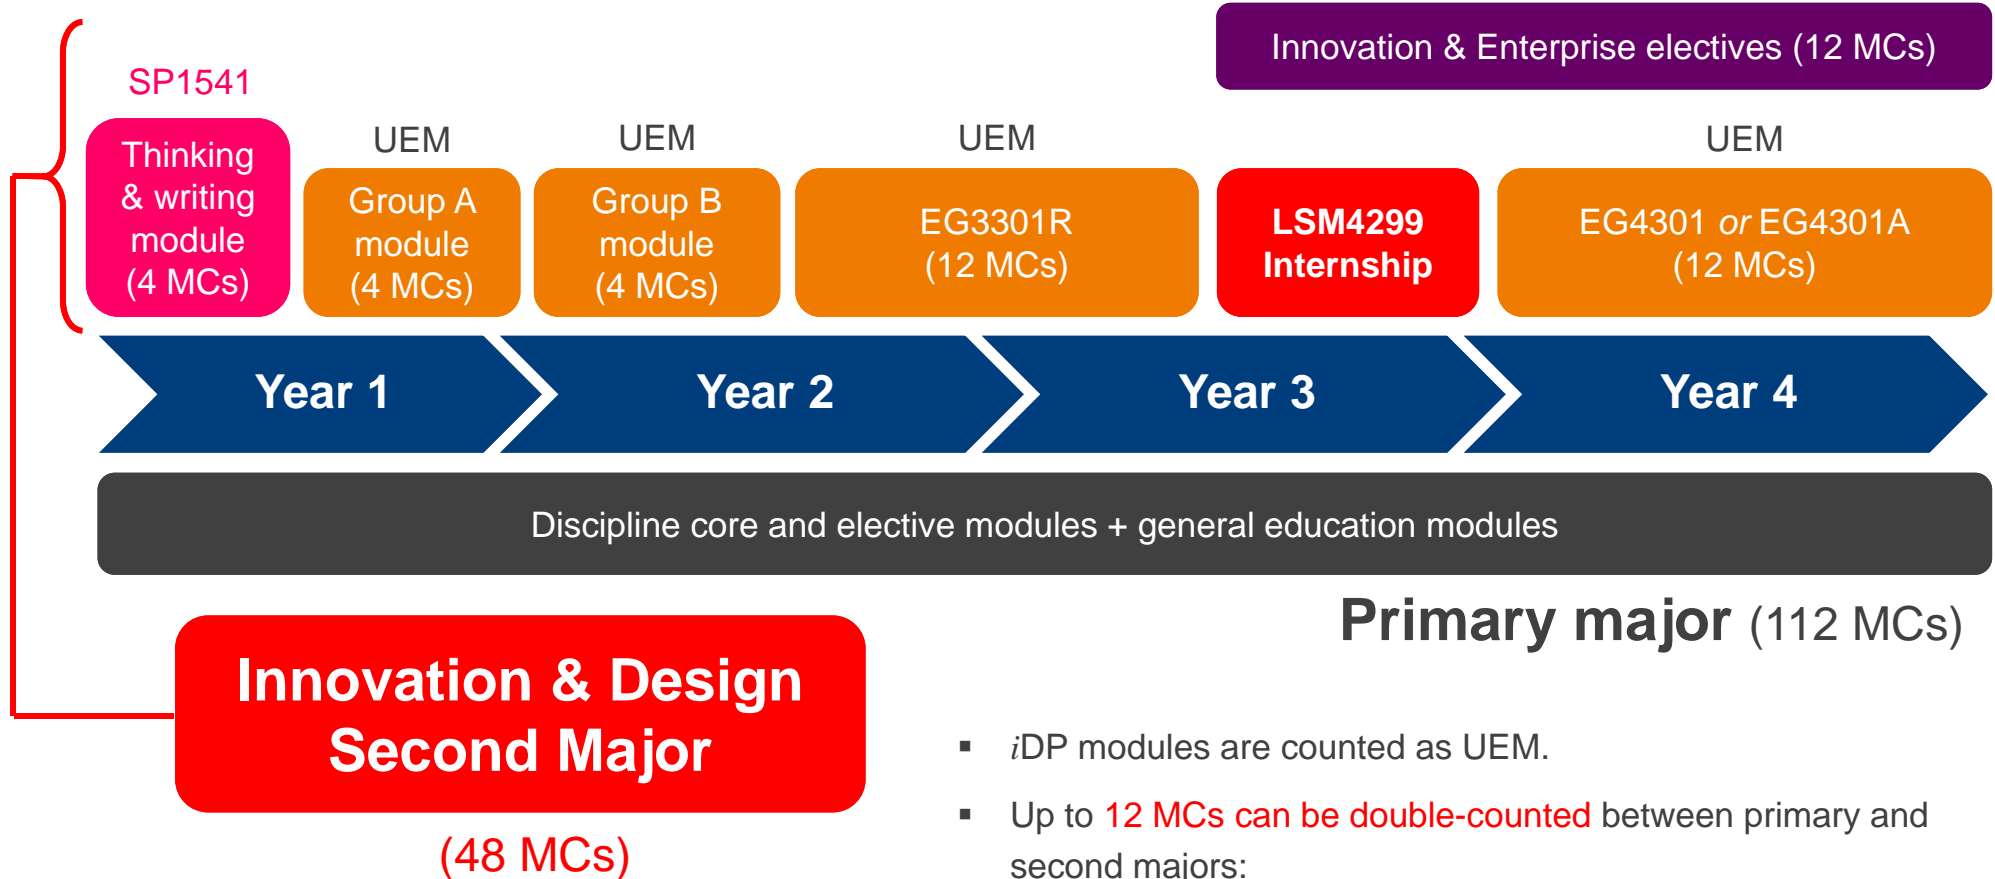 Innovation & Enterprise electives (12 MCs)
SP1541
Thinking
& writing
module
(4 MCs)
UEM
Group A
module
(4 MCs)
UEM
Group B
module
(4 MCs)
UEM
EG3301R
(12 MCs)
LSM4299
Internship
UEM
EG4301 or EG4301A
(12 MCs)
Year 1
Year 2
Year 3
Year 4
Discipline core and elective modules + general education modules
Primary major (112 MCs)
Innovation & Design
Second Major
(48 MCs)
▪ iDP modules are counted as UEM.
▪ Up to 12 MCs can be double-counted between primary and
second majors: